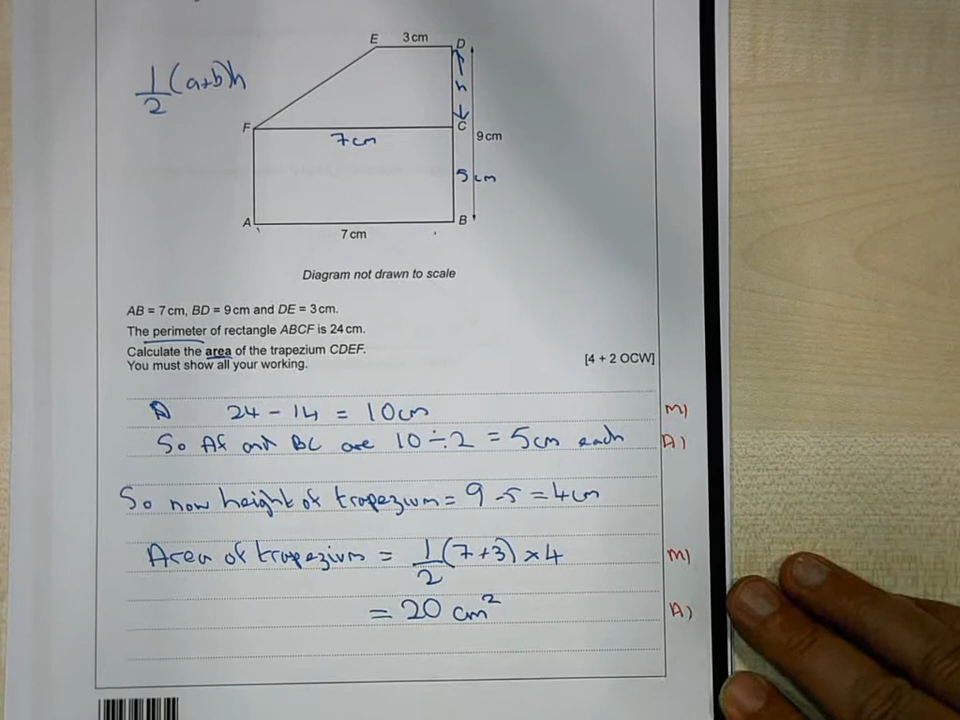 E 3 cm D
1/2 (a+b)h
h
F C
7cm
9 cm
5 cm
A B
7 cm
Diagram not drawn to scale
AB = 7 cm, BD = 9 cm and DE = 3 cm.
The perimeter of rectangle ABCF is 24 cm.
Calculate the area of the trapezium CDEF.
You must show all your working.
[4 + 2 OCW]
24 - 14 = 10cm M1
So AF and BC are 10 ÷ 2 = 5cm each A1
So now height of trapezium = 9 - 5 = 4cm
Area of trapezium = 1/2 (7+3) × 4 M1
= 20 cm² A1